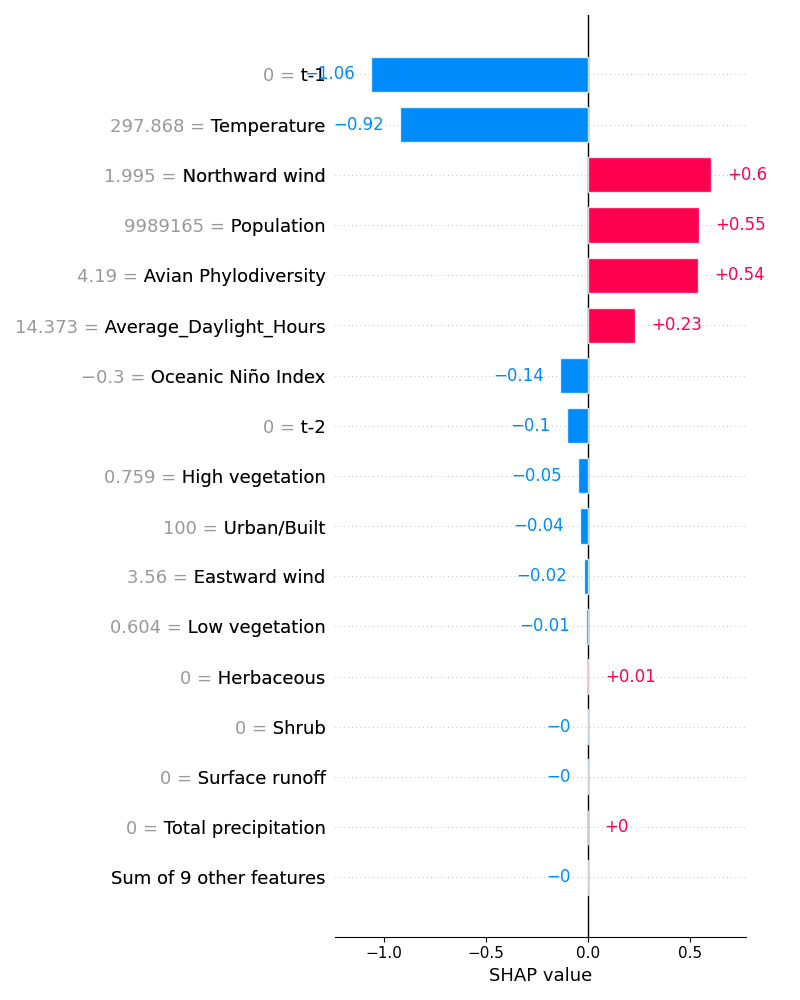 0 = t-1 −1.06
297.868 = Temperature −0.92
1.995 = Northward wind +0.6
9989165 = Population +0.55
4.19 = Avian Phylodiversity +0.54
14.373 = Average_Daylight_Hours +0.23
−0.3 = Oceanic Niño Index −0.14
0 = t-2 −0.1
0.759 = High vegetation −0.05
100 = Urban/Built −0.04
3.56 = Eastward wind −0.02
0.604 = Low vegetation −0.01
0 = Herbaceous +0.01
0 = Shrub −0
0 = Surface runoff −0
0 = Total precipitation +0
Sum of 9 other features −0
−1.0 −0.5 0.0 0.5
SHAP value